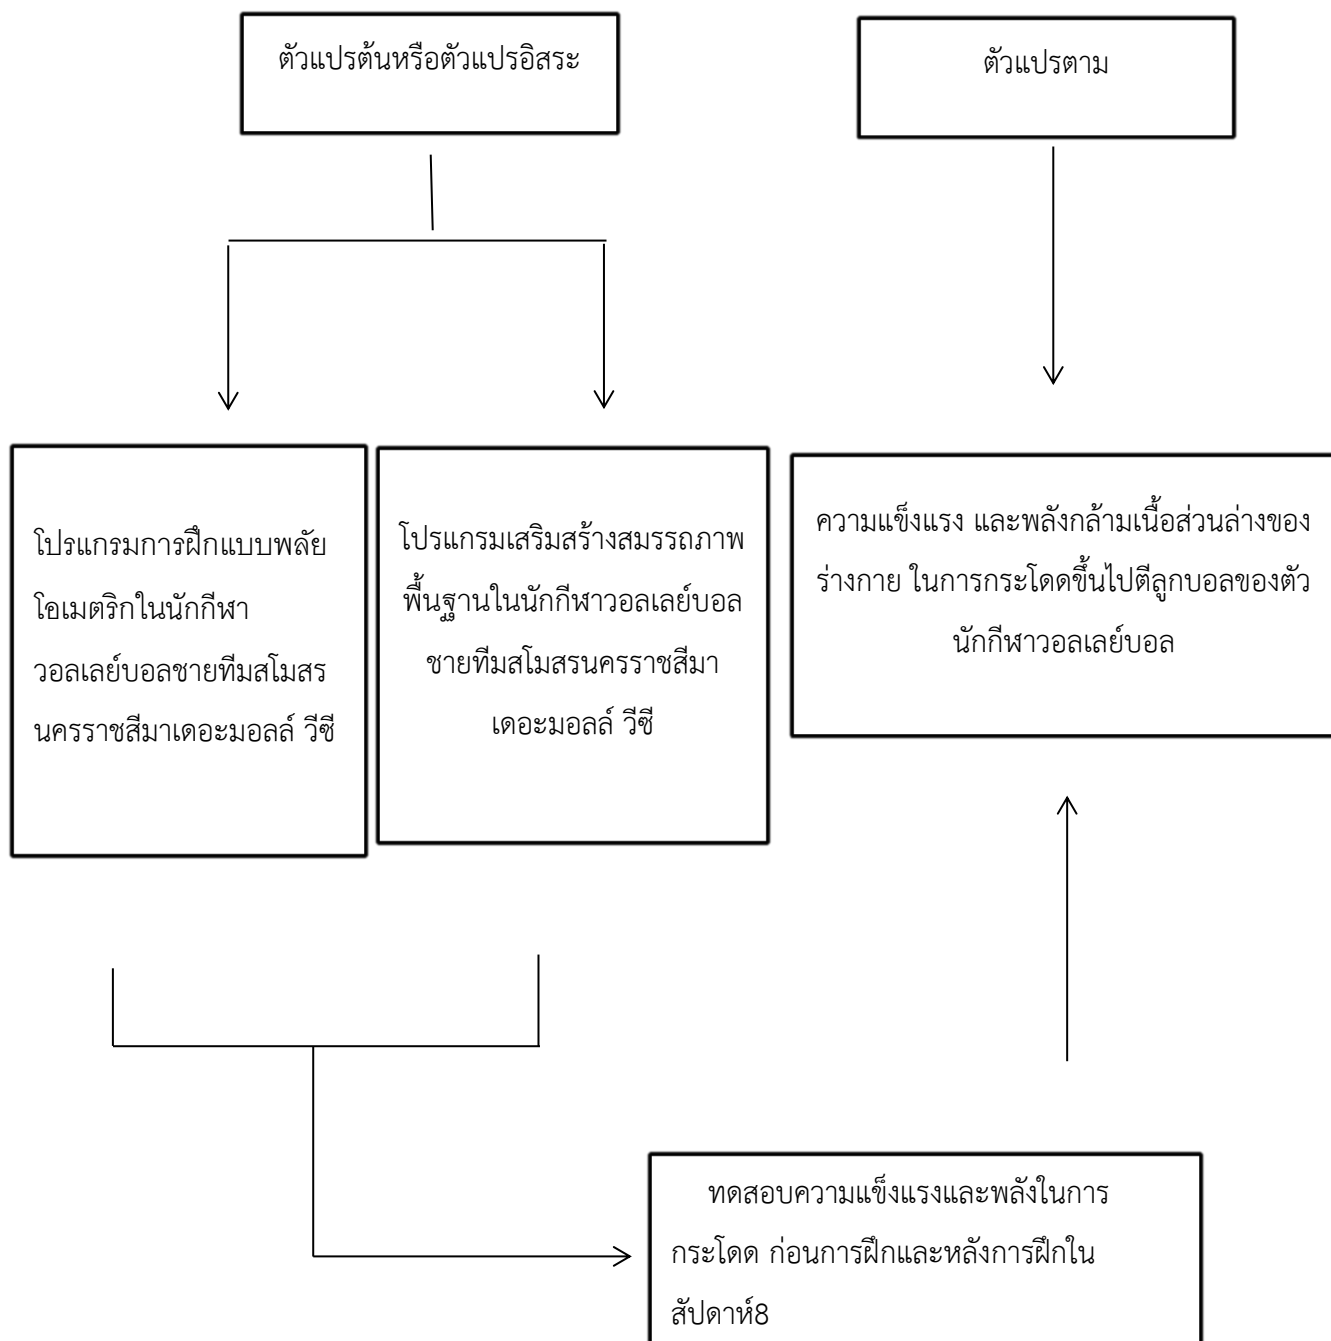 ตัวแปรต้นหรือตัวแปรอิสระ
ตัวแปรตาม
โปรแกรมการฝึกแบบพลัย
โอเมตริกในนักกีฬา
วอลเลย์บอลชายทีมสโมสร
นครราชสีมาเดอะมอลล์ วีซี
โปรแกรมเสริมสร้างสมรรถภาพ
พื้นฐานในนักกีฬาวอลเลย์บอล
ชายทีมสโมสรนครราชสีมา
เดอะมอลล์ วีซี
ความแข็งแรง และพลังกล้ามเนื้อส่วนล่างของ
ร่างกาย ในการกระโดดขึ้นไปตีลูกบอลของตัว
นักกีฬาวอลเลย์บอล
ทดสอบความแข็งแรงและพลังในการ
กระโดด ก่อนการฝึกและหลังการฝึกใน
สัปดาห์8